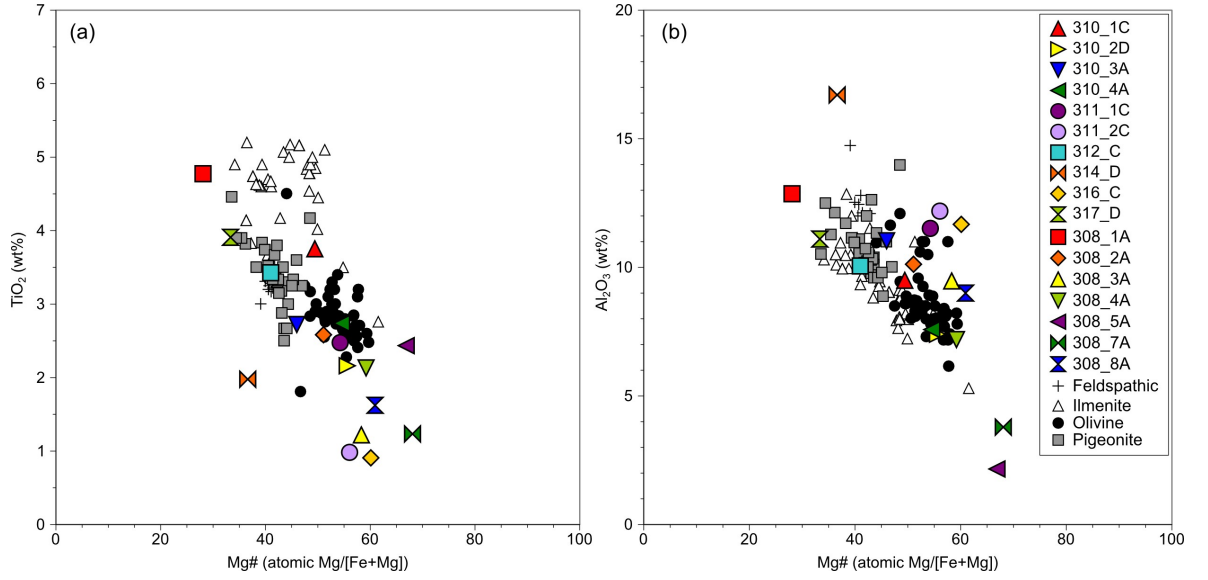 (a)
7
6
5
4
3
2
1
0
TiO2 (wt%)
0 20 40 60 80 100
Mg# (atomic Mg/[Fe+Mg])
(b)
20
15
10
5
0
Al2O3 (wt%)
0 20 40 60 80 100
Mg# (atomic Mg/[Fe+Mg])
310_1C
310_2D
310_3A
310_4A
311_1C
311_2C
312_C
314_D
316_C
317_D
308_1A
308_2A
308_3A
308_4A
308_5A
308_7A
308_8A
Feldspathic
Ilmenite
Olivine
Pigeonite